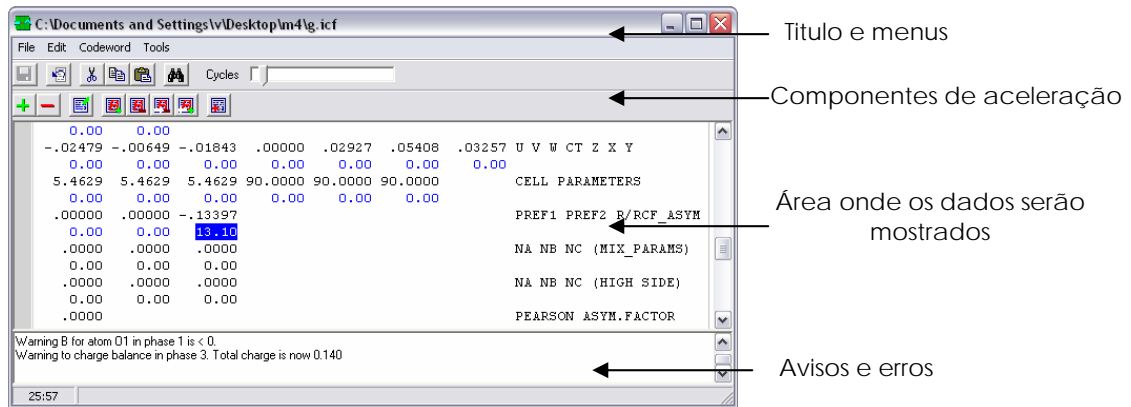 C:\Documents and Settings\v\Desktop\m4\g.icf
Titulo e menus
File Edit Codeword Tools
Cycles
Componentes de aceleração
0.00 0.00
-.02479 -.00649 -.01843 .00000 .02927 .05408 .03257 U V W CT Z X Y
0.00 0.00 0.00 0.00 0.00 0.00 0.00
5.4629 5.4629 5.4629 90.0000 90.0000 90.0000 CELL PARAMETERS
0.00 0.00 0.00 0.00 0.00 0.00
.00000 .00000 -.13397 PREF1 PREF2 R/RCF_ASYM
0.00 0.00 13.10
.0000 .0000 .0000 NA NB NC (MIX_PARAMS)
0.00 0.00 0.00
.0000 .0000 .0000 NA NB NC (HIGH SIDE)
0.00 0.00 0.00
.0000 PEARSON ASYM.FACTOR
Área onde os dados serão
mostrados
Warning B for atom O1 in phase 1 is < 0.
Warning to charge balance in phase 3. Total charge is now 0.140
Avisos e erros
25:57